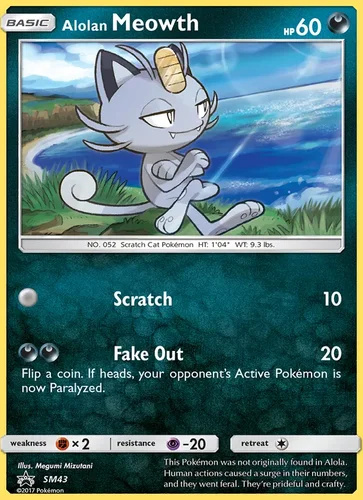 BASIC Alolan Meowth HP 60
NO. 052 Scratch Cat Pokémon HT: 1'04" WT: 9.3 lbs.
Scratch 10
Fake Out 20
Flip a coin. If heads, your opponent's Active Pokémon is
now Paralyzed.
weakness ×2 resistance -20 retreat
Illus. Megumi Mizutani
SM43
©2017 Pokémon
This Pokémon was not originally found in Alola.
Human actions caused a surge in their numbers,
and they went feral. They're prideful and crafty.